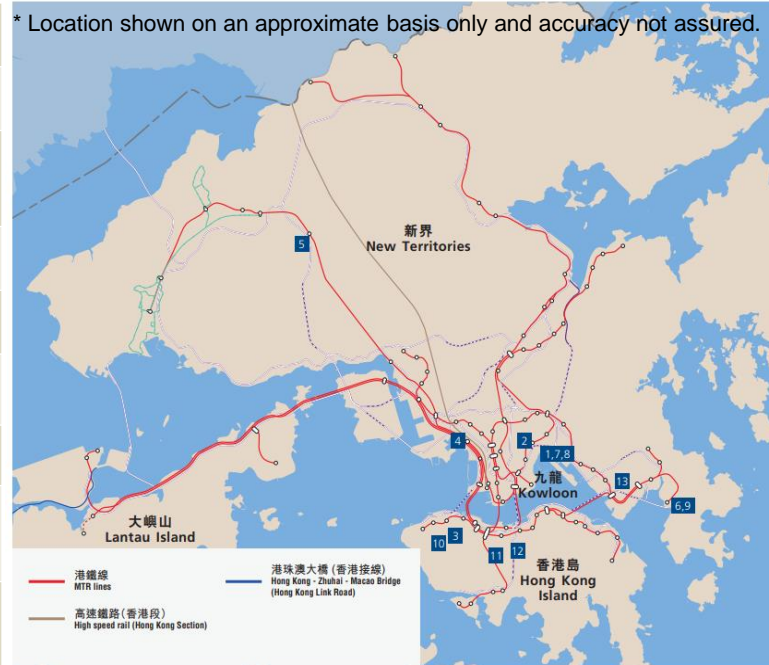 * Location shown on an approximate basis only and accuracy not assured.
新界
New Territories
5
4
2
1,7,8
九龍
Kowloon
13
6,9
大嶼山
Lantau Island
10
3
11
12
香港島
Hong Kong
Island
港鐵線
MTR lines
港珠澳大橋 (香港接線)
Hong Kong - Zhuhai - Macao Bridge
(Hong Kong Link Road)
高速鐵路(香港段)
High speed rail (Hong Kong Section)